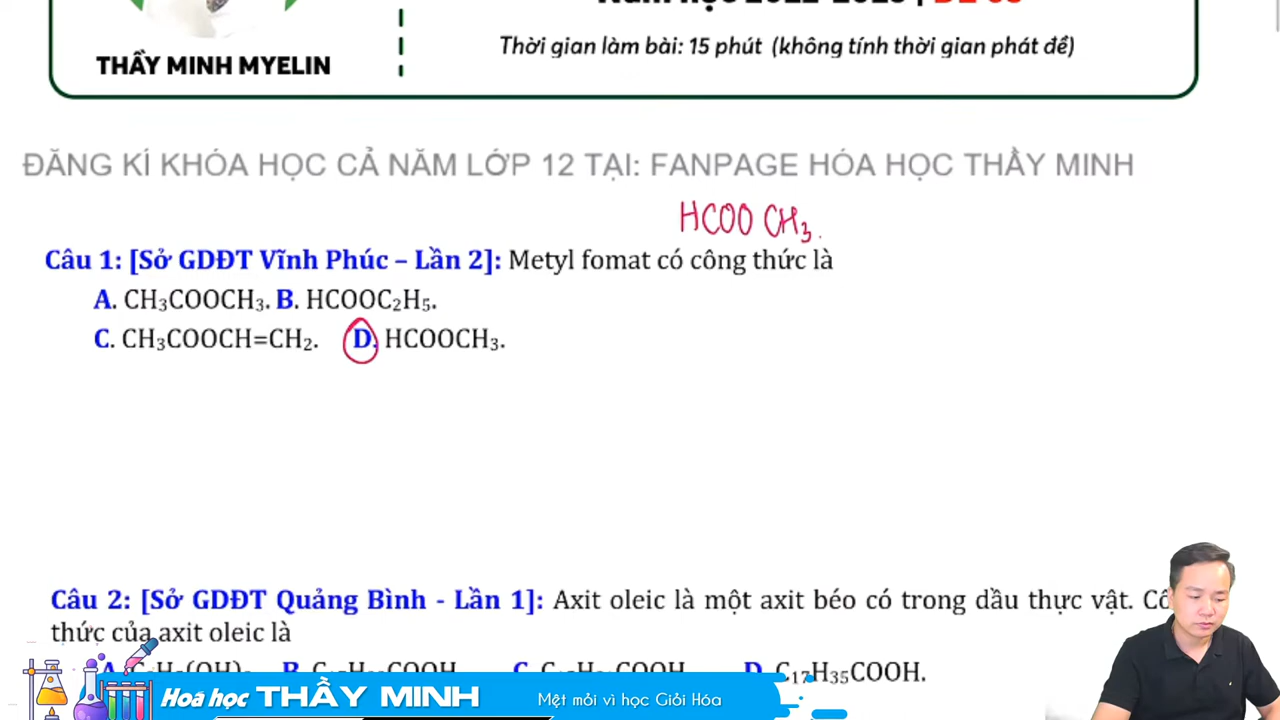 THẦY MINH MYELIN
Thời gian làm bài: 15 phút (không tính thời gian phát đề)
ĐĂNG KÍ KHÓA HỌC CẢ NĂM LỚP 12 TẠI: FANPAGE HÓA HỌC THẦY MINH
HCOO CH₃
Câu 1: [Sở GDĐT Vĩnh Phúc – Lần 2]: Metyl fomat có công thức là
A. CH₃COOCH₃. B. HCOOC₂H₅.
C. CH₃COOCH=CH₂. D. HCOOCH₃.
Câu 2: [Sở GDĐT Quảng Bình - Lần 1]: Axit oleic là một axit béo có trong dầu thực vật.
thức của axit oleic là
D. C₁₇H₃₅COOH.
Hoá học THẦY MINH Mệt mỏi vì học Giỏi Hóa